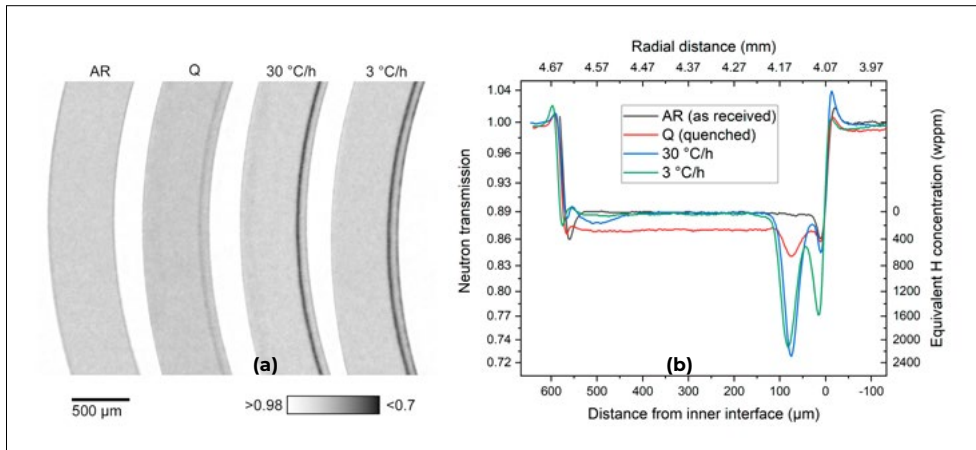 AR Q 30 °C/h 3 °C/h
(a)
500 µm
>0.98 <0.7
Radial distance (mm)
4.67 4.57 4.47 4.37 4.27 4.17 4.07 3.97
Neutron transmission
1.04
1.00
0.96
0.93
0.89
0.86
0.83
0.80
0.77
0.74
0.72
AR (as received)
Q (quenched)
30 °C/h
3 °C/h
0
400
800
1200
1600
2000
2400
Equivalent H concentration (wppm)
(b)
600 500 400 300 200 100 0 -100
Distance from inner interface (µm)